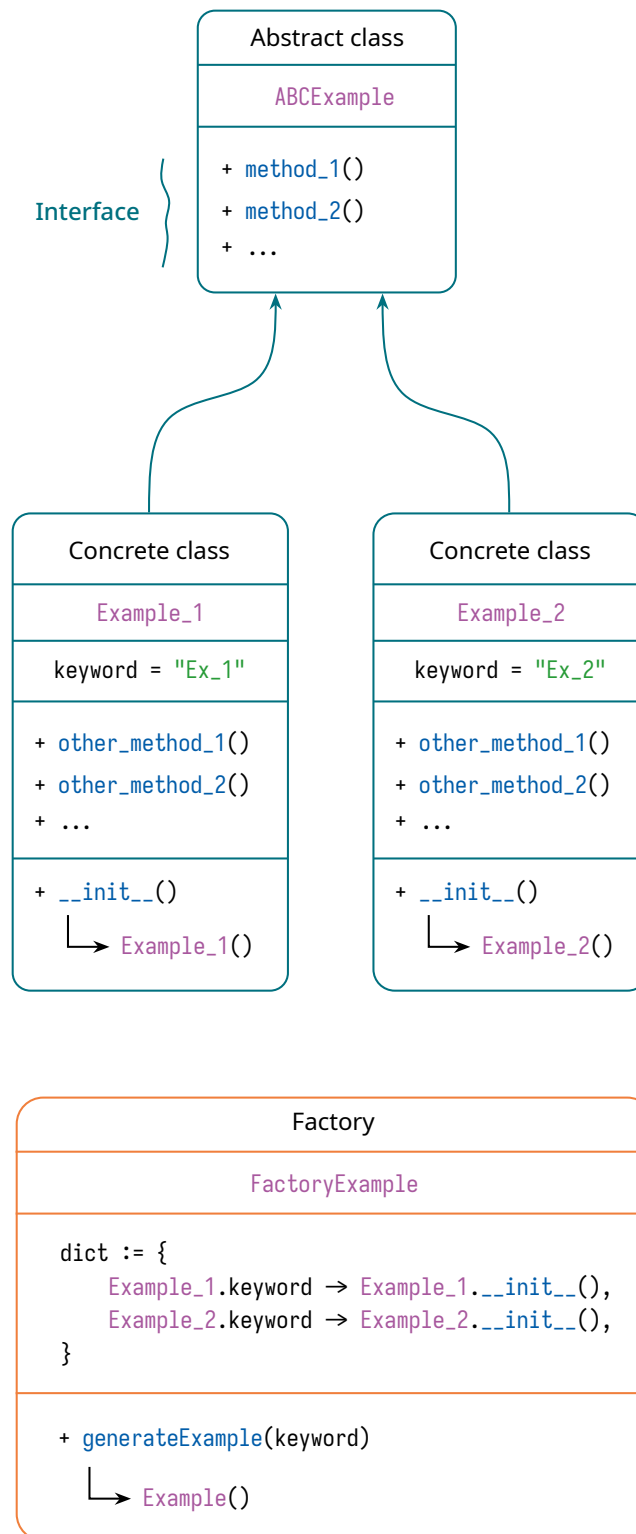 Abstract class
ABCExample
Interface
+ method_1()
+ method_2()
+ ...
Concrete class
Example_1
keyword = "Ex_1"
+ other_method_1()
+ other_method_2()
+ ...
+ __init__()
Example_1()
Concrete class
Example_2
keyword = "Ex_2"
+ other_method_1()
+ other_method_2()
+ ...
+ __init__()
Example_2()
Factory
FactoryExample
dict := {
Example_1.keyword → Example_1.__init__(),
Example_2.keyword → Example_2.__init__(),
}
+ generateExample(keyword)
Example()